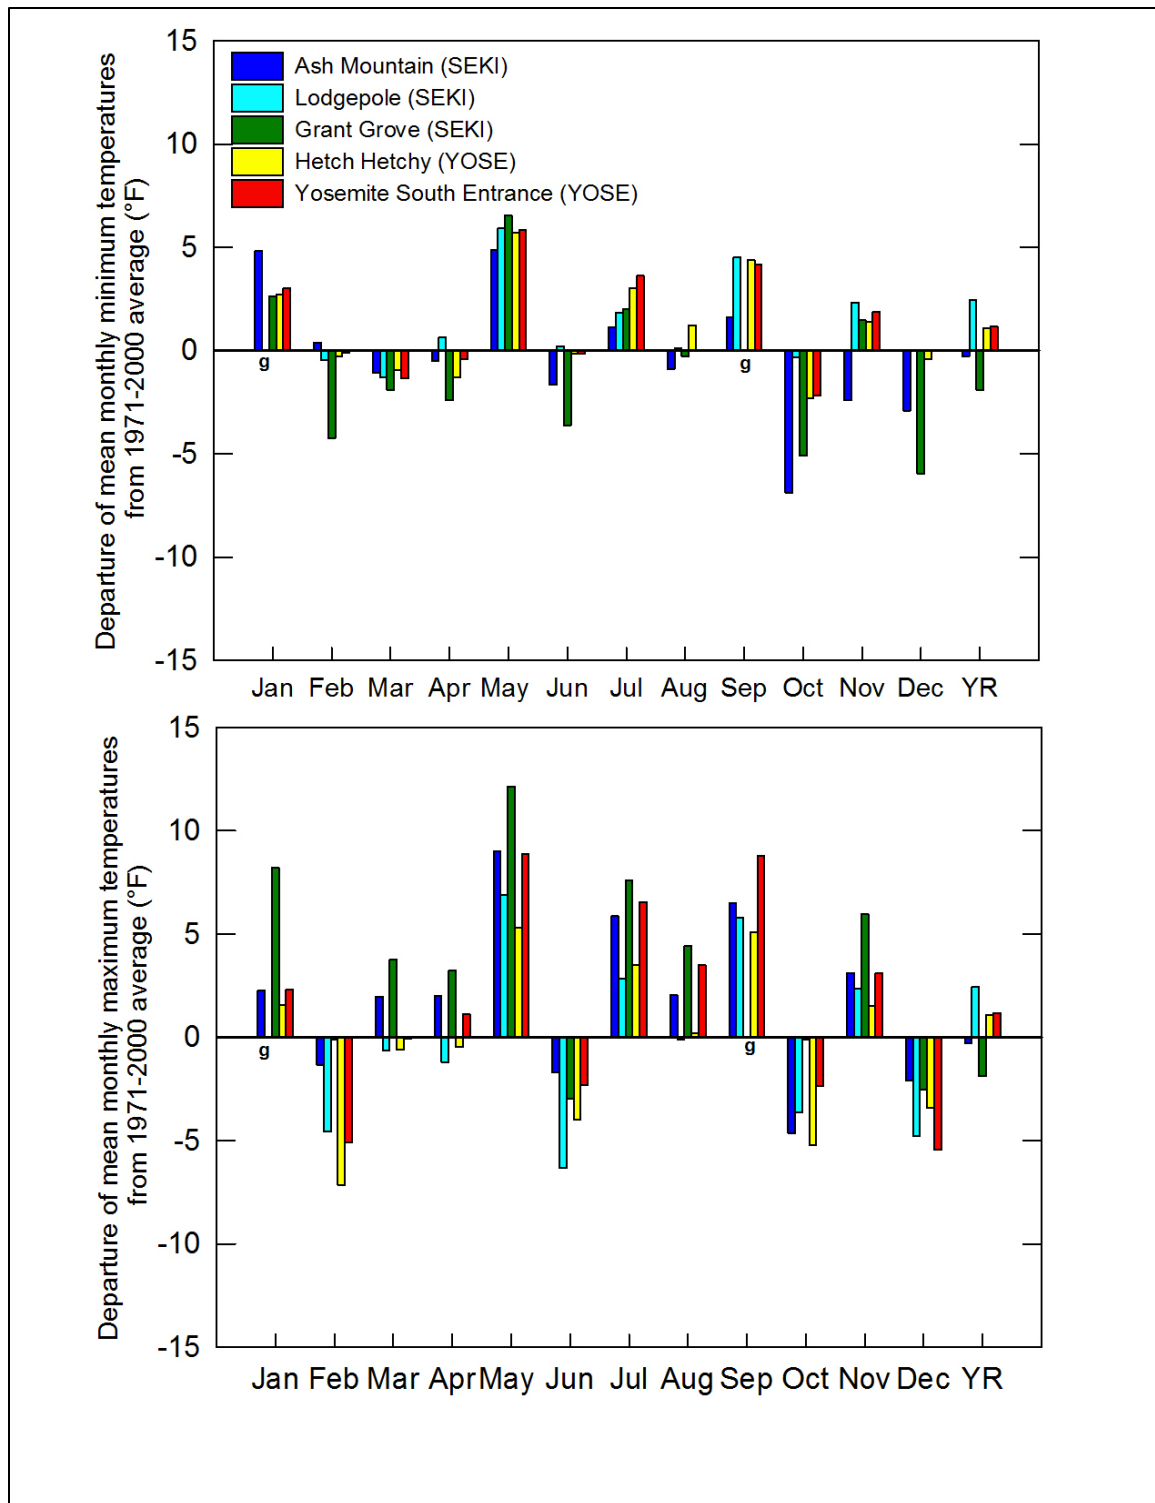 Departure of mean monthly minimum temperatures
from 1971-2000 average (°F)
15
10
5
0
-5
-10
-15
Ash Mountain (SEKI)
Lodgepole (SEKI)
Grant Grove (SEKI)
Hetch Hetchy (YOSE)
Yosemite South Entrance (YOSE)
g
g
Jan Feb Mar Apr May Jun Jul Aug Sep Oct Nov Dec YR
Departure of mean monthly maximum temperatures
from 1971-2000 average (°F)
15
10
5
0
-5
-10
-15
g
g
Jan Feb Mar Apr May Jun Jul Aug Sep Oct Nov Dec YR